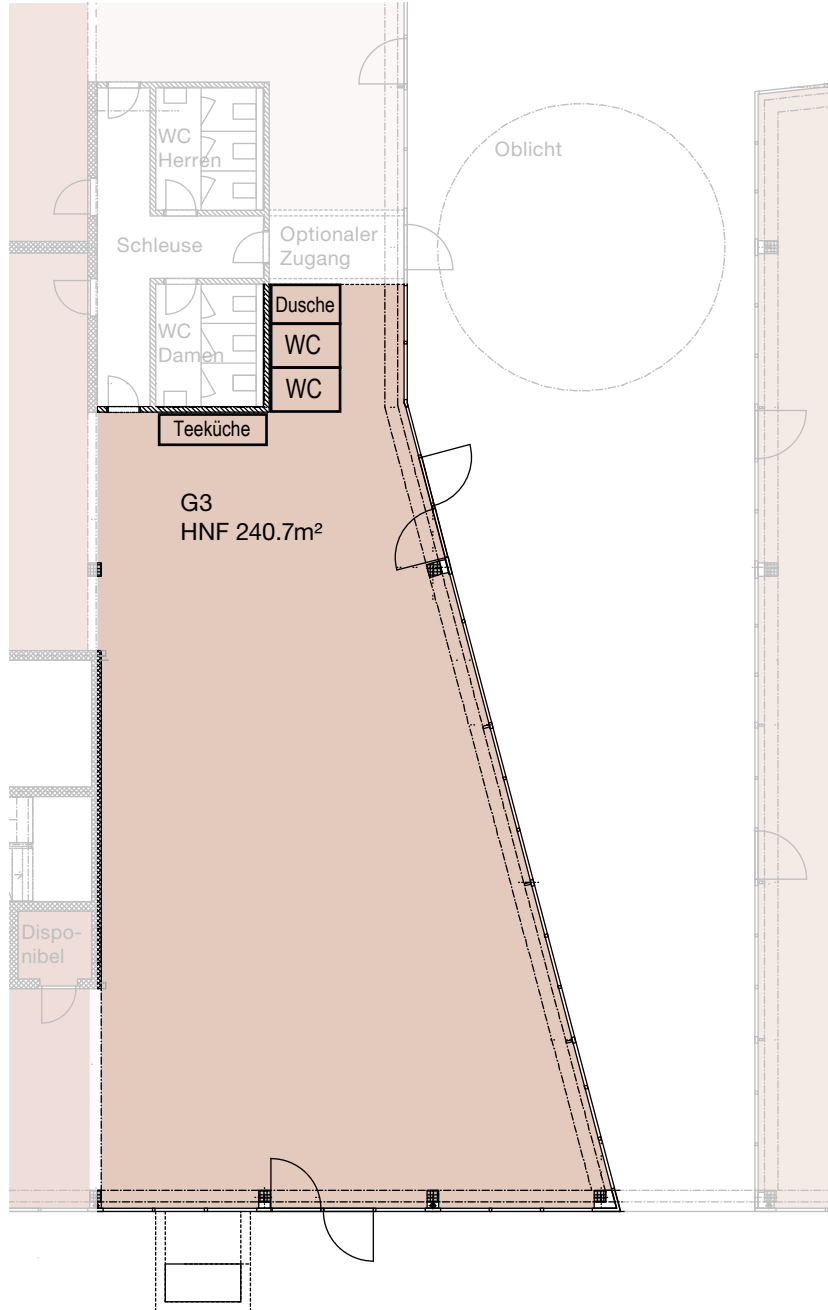 WC
Herren
Oblicht
Schleuse
Optionaler
Zugang
Dusche
WC
Damen
WC
WC
Teeküche
G3
HNF 240.7m²
Dispo-
nibel